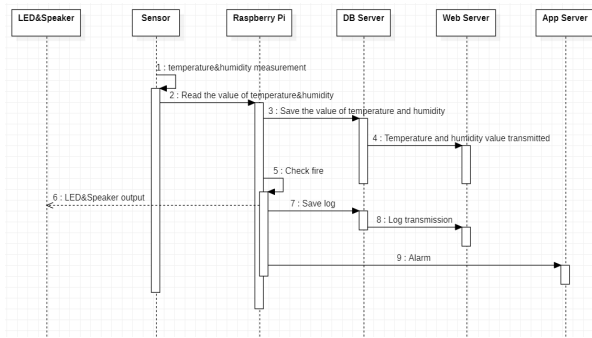 LED&Speaker
Sensor
Raspberry Pi
DB Server
Web Server
App Server
1 : temperature&humidity measurement
2 : Read the value of temperature&humidity
3 : Save the value of temperature and humidity
4 : Temperature and humidity value transmitted
5 : Check fire
6 : LED&Speaker output
7 : Save log
8 : Log transmission
9 : Alarm